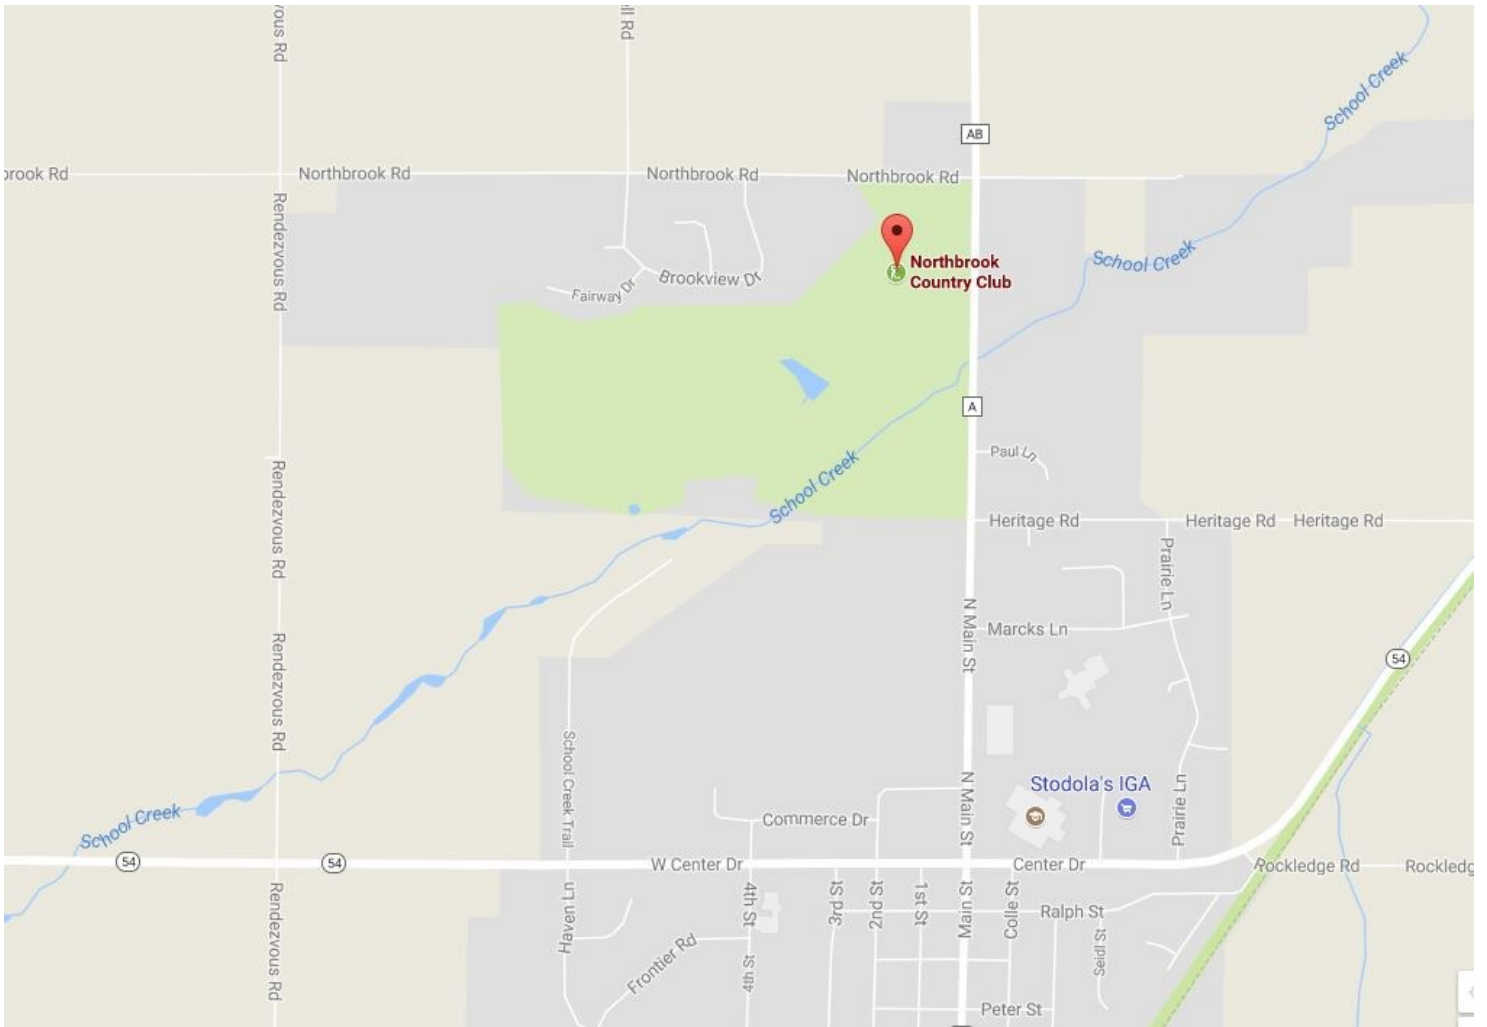 vous Rd
ll Rd
School Creek
AB
brook Rd
Northbrook Rd
Northbrook Rd
Northbrook Rd
Rendezvous Rd
School Creek
Northbrook
Country Club
Brookview Dr
Fairway Dr
A
Paul Ln
School Creek
Rendezvous Rd
Heritage Rd
Heritage Rd
Heritage Rd
Prairie Ln
N Main St
Marcks Ln
Rendezvous Rd
54
School Creek Trail
Stodola's IGA
N Main St
Prairie Ln
School Creek
Commerce Dr
54
54
W Center Dr
Center Dr
Rockledge Rd
Rockledg
Rendezvous Rd
Haven Ln
4th St
3rd St
2nd St
1st St
Main St
Colle St
Ralph St
Seidl St
Frontier Rd
4th St
Peter St